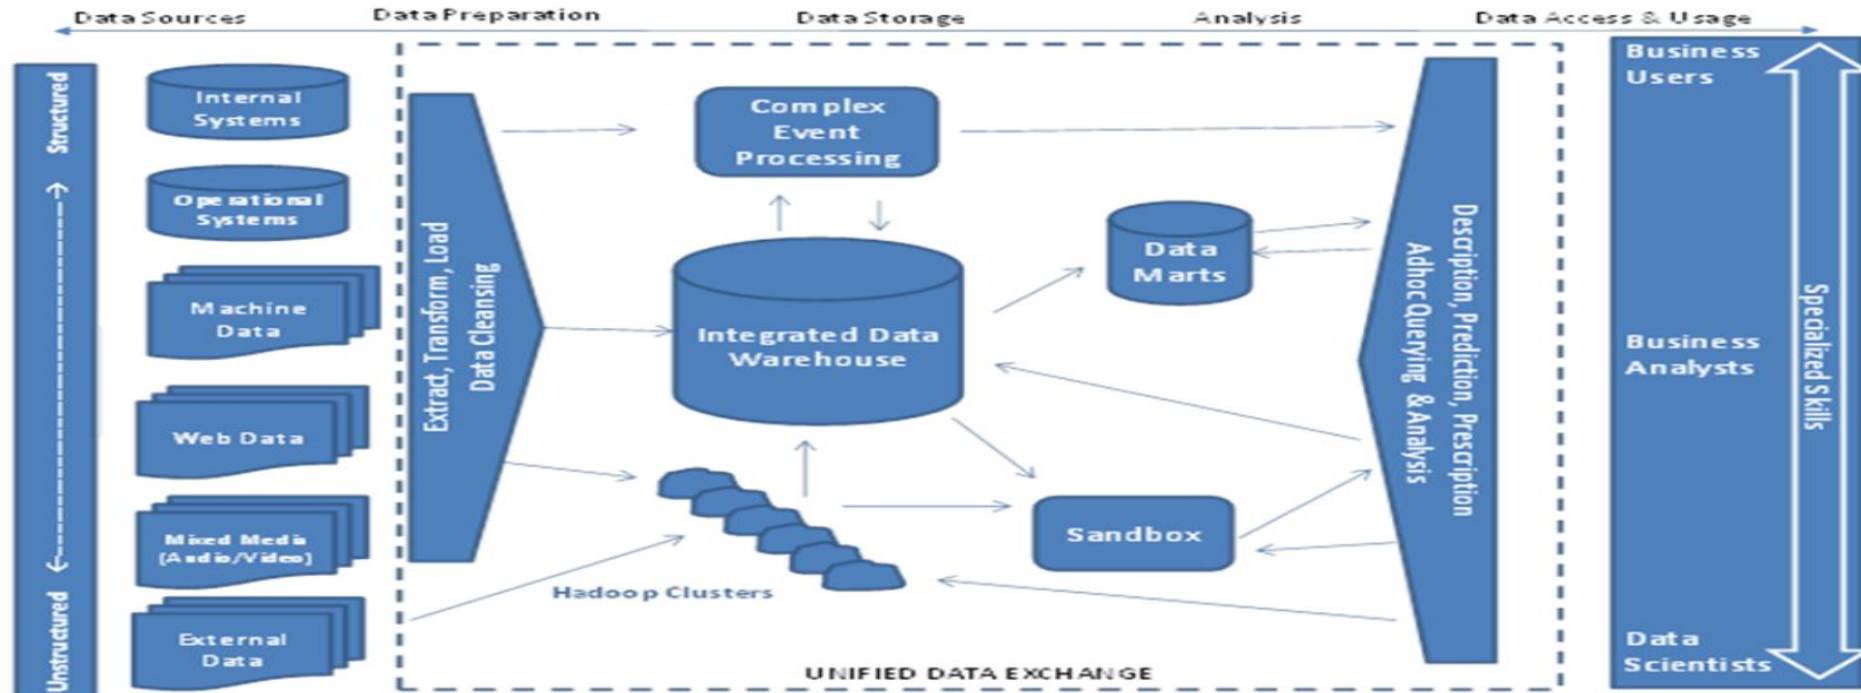 Data Sources
Data Preparation
Data Storage
Analysis
Data Access & Usage
Structured
Unstructured
Internal
Systems
Operational
Systems
Machine
Data
Web Data
Mixed Media
(Audio/Video)
External
Data
Extract, Transform, Load
Data Cleansing
Complex
Event
Processing
Integrated Data
Warehouse
Hadoop Clusters
Data
Marts
Sandbox
Description, Prediction, Prescription
Adhoc Querying & Analysis
UNIFIED DATA EXCHANGE
Business
Users
Business
Analysts
Data
Scientists
Specialized Skills